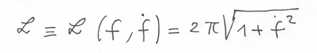 ℒ ≡ ℒ (f, ḟ) = 2π√(1 + ḟ²)